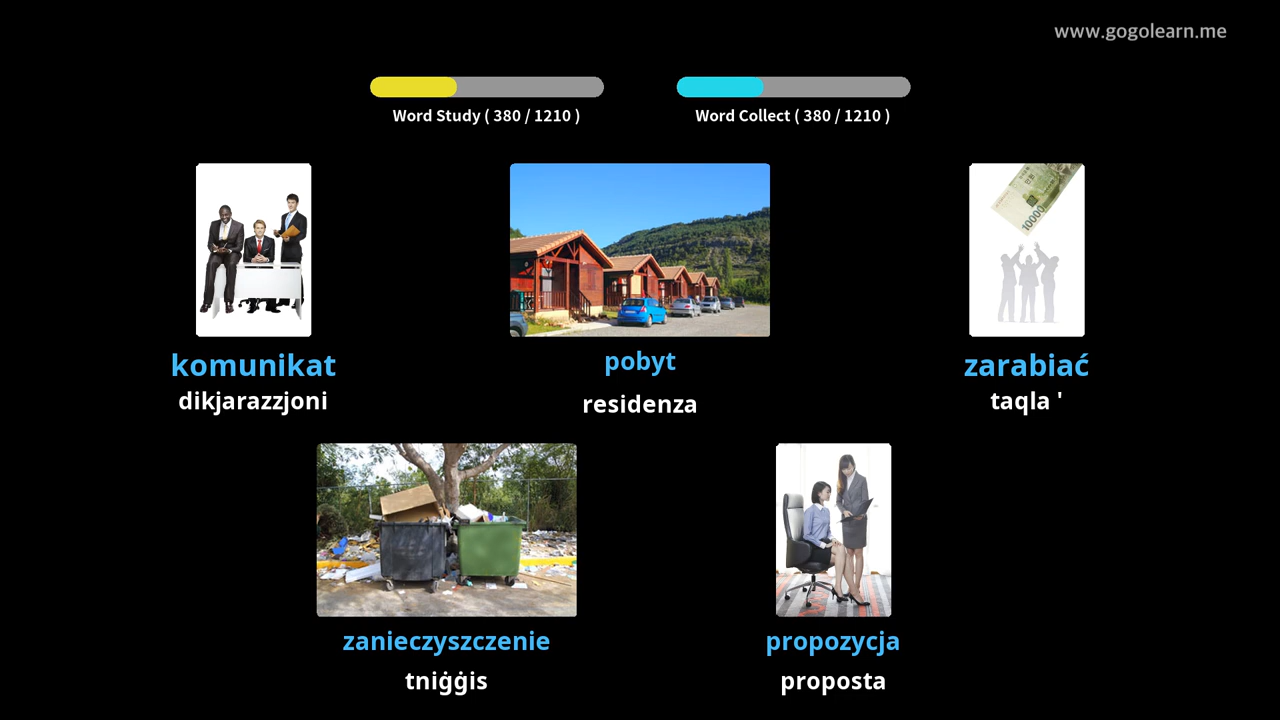 www.gogolearn.me
Word Study ( 380 / 1210 )
Word Collect ( 380 / 1210 )
10000
komunikat
dikjarazzjoni
pobyt
residenza
zarabiać
taqla '
zanieczyszczenie
tniġġis
propozycja
proposta